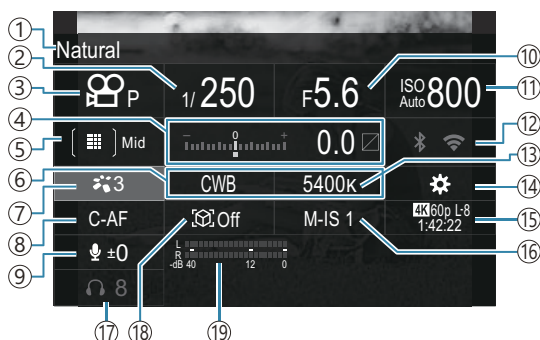 ① Natural
② ③ P 1/250 F5.6 ⑩ ISO Auto 800 ⑪
④ ⑤ Mid - 0 + 0.0 ⑫
⑥ ⑦ 3 CWB 5400K ⑬ ⑭
⑧ C-AF Off M-IS 1 4K 60p L-8 ⑮
1:42:22
⑨ ±0 L
R
-dB 40 12 0 ⑯
8
⑰ ⑱ ⑲